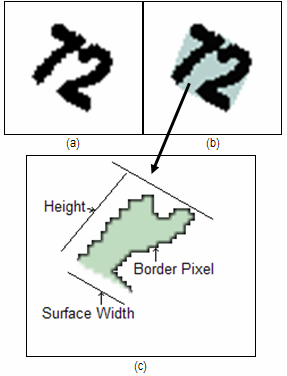 72
72
(a)
(b)
Height
Border Pixel
Surface Width
(c)